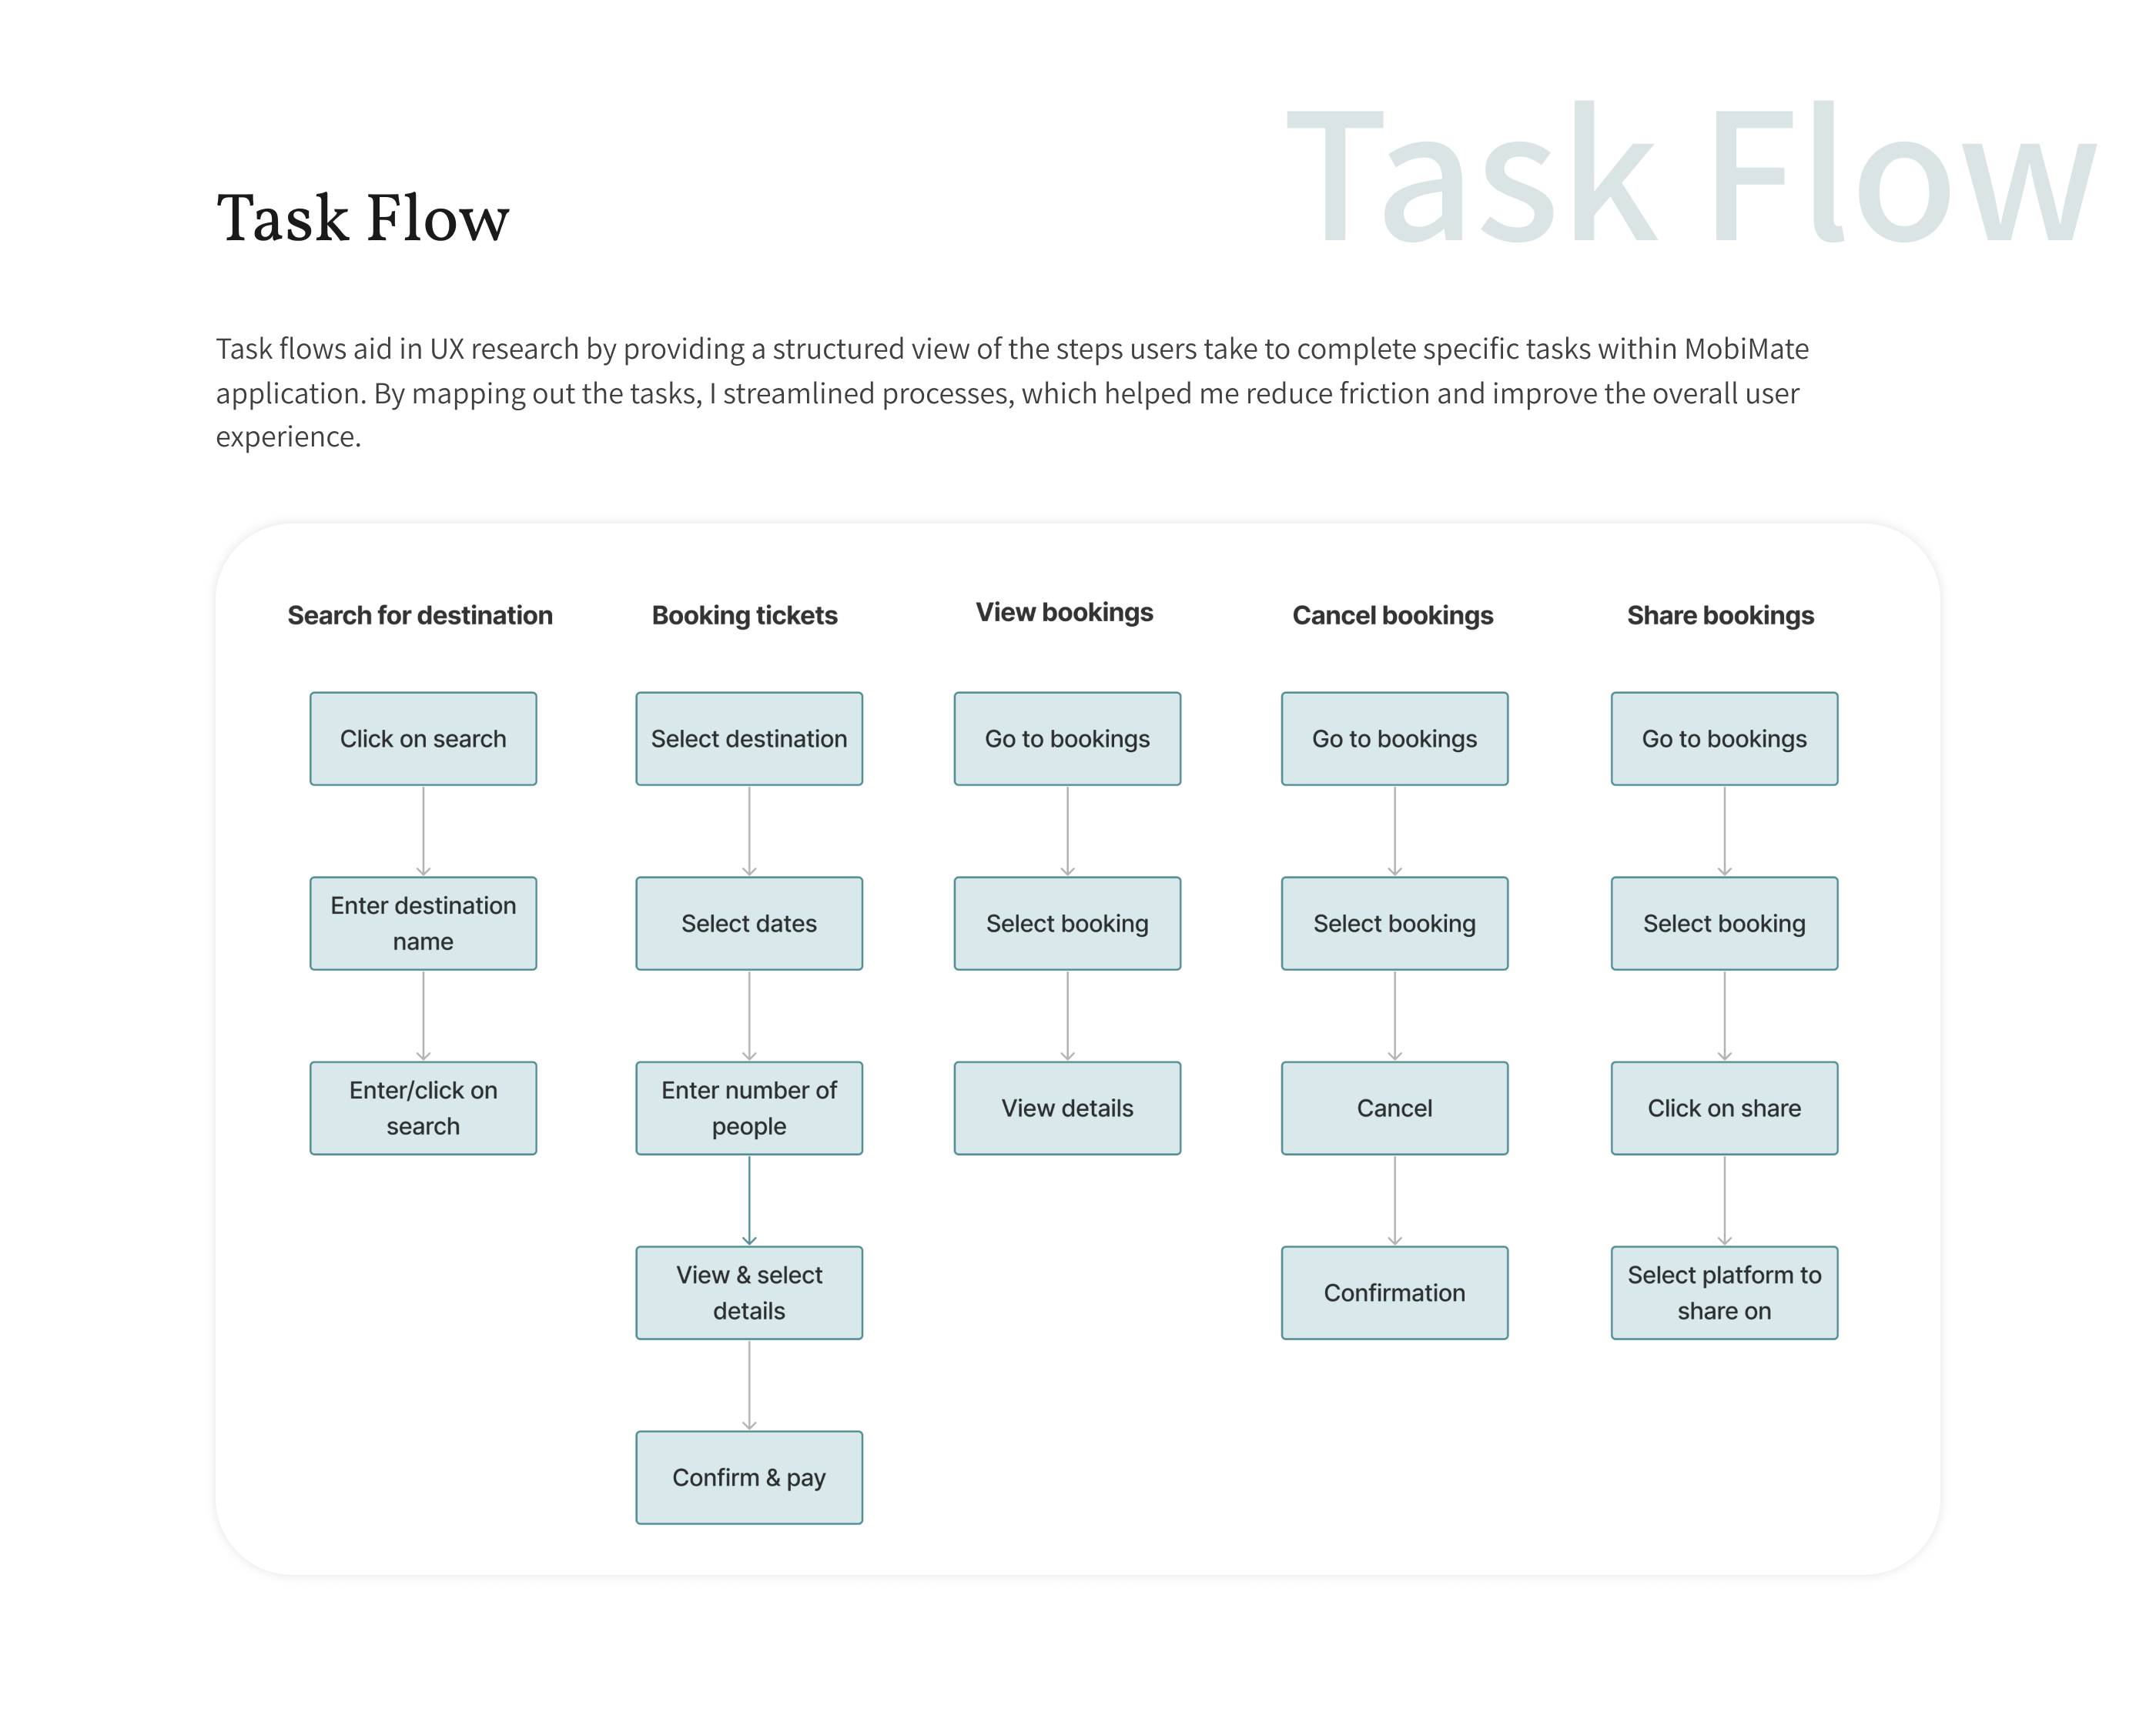 Task Flow
Task Flow
Task flows aid in UX research by providing a structured view of the steps users take to complete specific tasks within MobiMate
application. By mapping out the tasks, I streamlined processes, which helped me reduce friction and improve the overall user
experience.
Search for destination
Click on search
Enter destination
name
Enter/click on
search
Booking tickets
Select destination
Select dates
Enter number of
people
View & select
details
Confirm & pay
View bookings
Go to bookings
Select booking
View details
Cancel bookings
Go to bookings
Select booking
Cancel
Confirmation
Share bookings
Go to bookings
Select booking
Click on share
Select platform to
share on